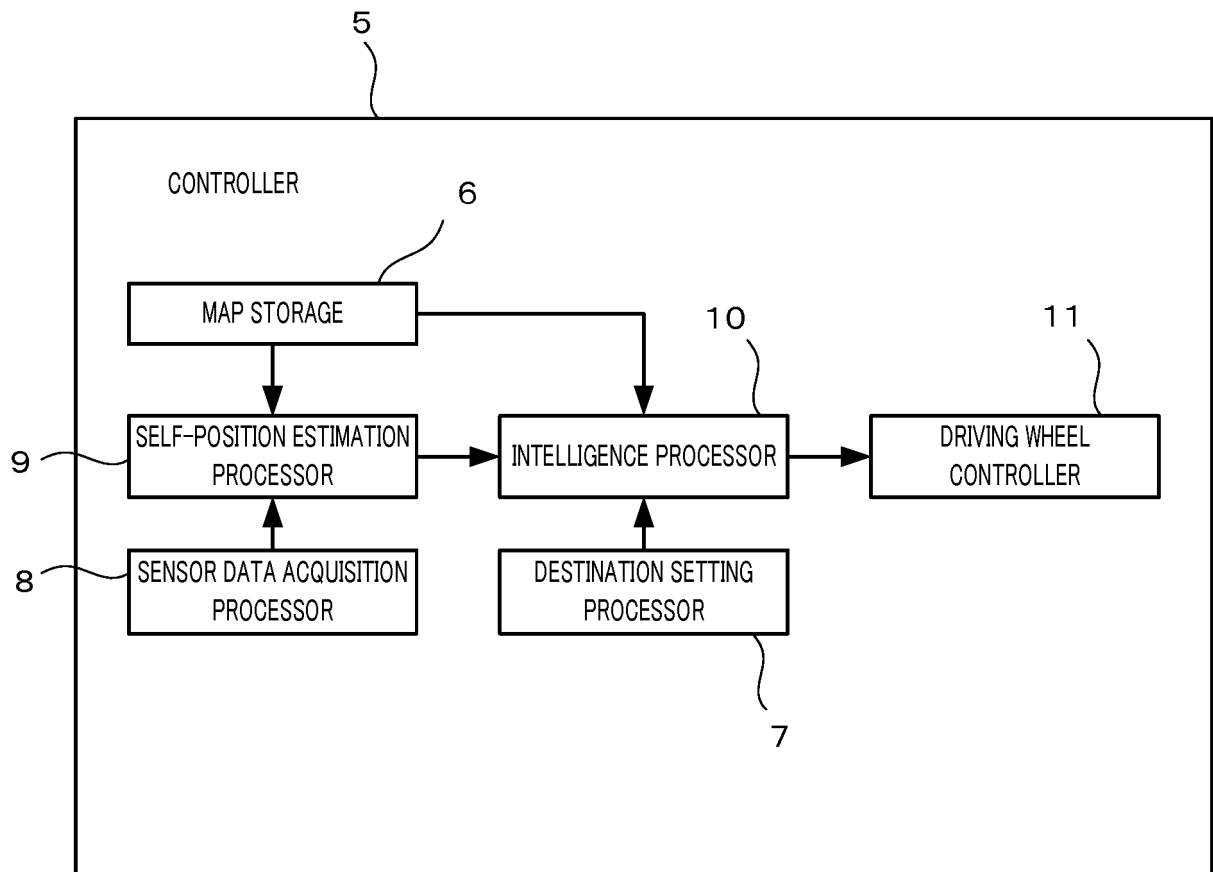 5
CONTROLLER
6
MAP STORAGE
10
11
9
SELF-POSITION ESTIMATION
PROCESSOR
INTELLIGENCE PROCESSOR
DRIVING WHEEL
CONTROLLER
8
SENSOR DATA ACQUISITION
PROCESSOR
DESTINATION SETTING
PROCESSOR
7